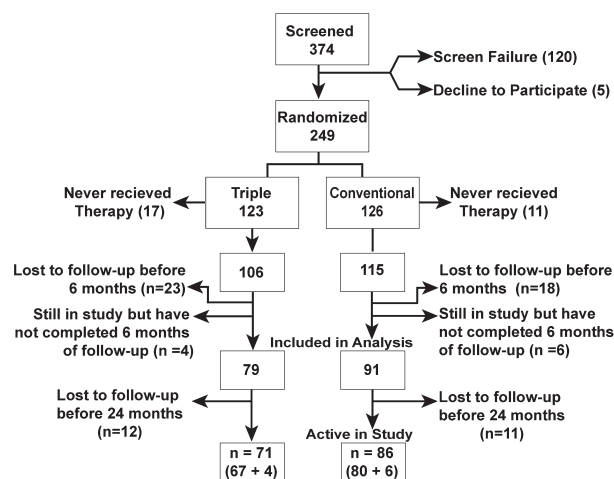 Screened
374
Screen Failure (120)
Decline to Participate (5)
Randomized
249
Never recieved
Therapy (17)
Triple
123
Conventional
126
Never recieved
Therapy (11)
Lost to follow-up before
6 months (n=23)
106
115
Lost to follow-up before
6 months (n=18)
Still in study but have
not completed 6 months
of follow-up (n =4)
Still in study but have
not completed 6 months
of follow-up (n =6)
Included in Analysis
79
91
Lost to follow-up
before 24 months
(n=12)
Lost to follow-up
before 24 months
(n=11)
Active in Study
n = 71
(67 + 4)
n = 86
(80 + 6)